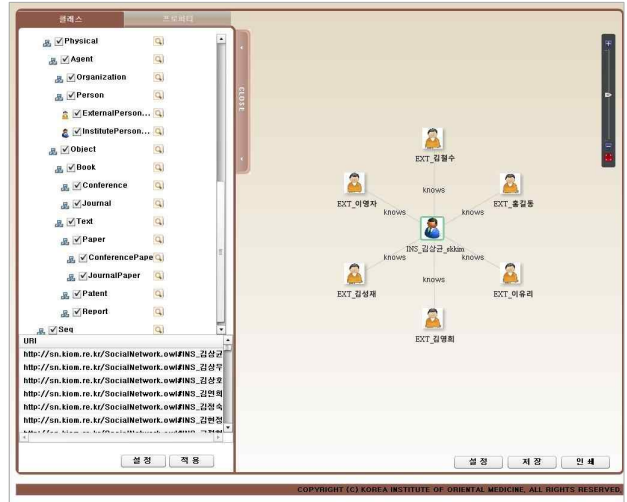 클래스
프로퍼티
Physical
Agent
Organization
Person
ExternalPerson...
InstitutePerson...
Object
Book
Conference
Journal
Text
Paper
ConferencePape
JournalPaper
Patent
Report
Seq
URI
http://sn.kiom.re.kr/SocialNetwork.owl#INS_김상균
http://sn.kiom.re.kr/SocialNetwork.owl#INS_김상우
http://sn.kiom.re.kr/SocialNetwork.owl#INS_김상호
http://sn.kiom.re.kr/SocialNetwork.owl#INS_김연희
http://sn.kiom.re.kr/SocialNetwork.owl#INS_김정숙
http://sn.kiom.re.kr/SocialNetwork.owl#INS_김현정
설 정
적 용
CLOSE
EXT_김철수
knows
EXT_이영자
knows
knows
EXT_홍길동
INS_김상균_skkim
knows
knows
knows
EXT_김성재
EXT_이유리
EXT_김영희
설 정
저 장
인 쇄
COPYRIGHT (C) KOREA INSTITUTE OF ORIENTAL MEDICINE, ALL RIGHTS RESERVED.